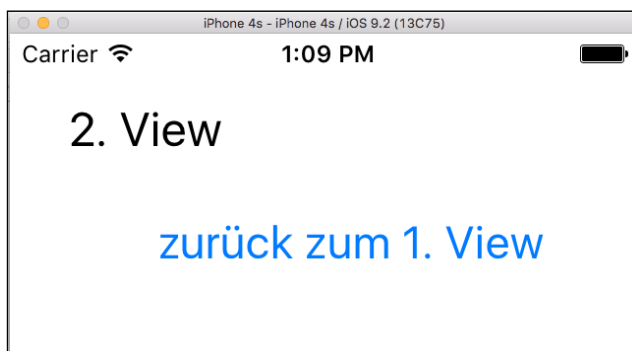 iPhone 4s - iPhone 4s / iOS 9.2 (13C75)
Carrier 1:09 PM
2. View
zurück zum 1. View